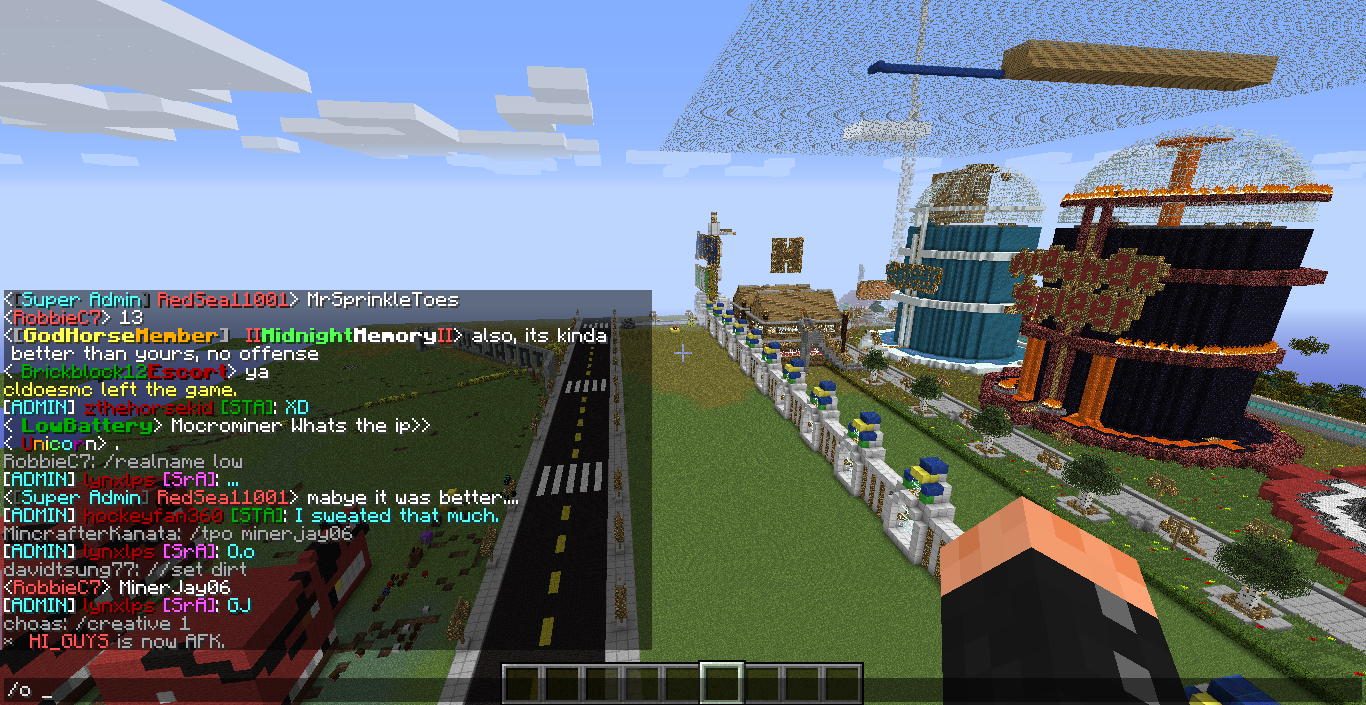 <[Super Admin] RedSea11001> MrSprinkleToes
<RobbieC7> 13
<[GodHorseMember] IIMidnightMemoryII> also, its kinda
better than yours, no offense
< Brickblock12Escort> ya
cldoesmc left the game.
[ADMIN] zthehorsekid [STA]: XD
< LowBattery> Mocrominer Whats the ip>>
< Unicorn> .
RobbieC7: /realname low
[ADMIN] lynxlps [SrA]: …
<[Super Admin] RedSea11001> mabye it was better....
[ADMIN] hockeyfan360 [STA]: I sweated that much.
MincrafterKanata: /tpo minerjay06
[ADMIN] lynxlps [SrA]: O.o
davidtsung77: //set dirt
<RobbieC7> MinerJay06
[ADMIN] lynxlps [SrA]: GJ
choas: /creative 1
* HI_GUYS is now AFK.
/o _
H